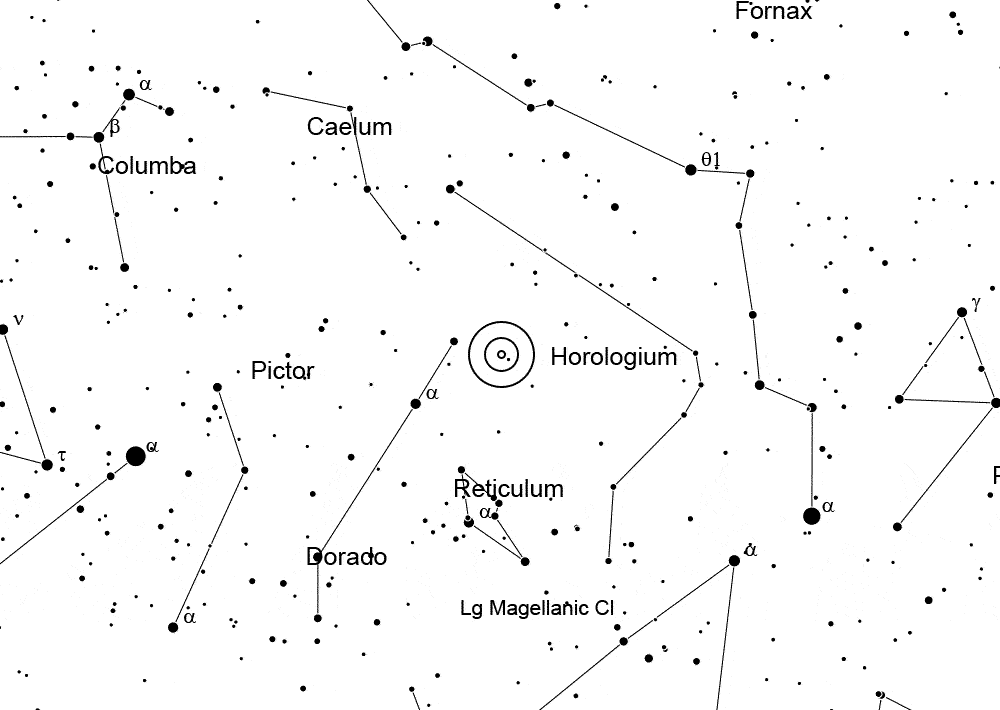 Fornax
α
Caelum
β
Columba
θ1
ν
γ
Horologium
Pictor
α
τ
α
Reticulum
α
α
Dorado
α
Lg Magellanic Cl
α